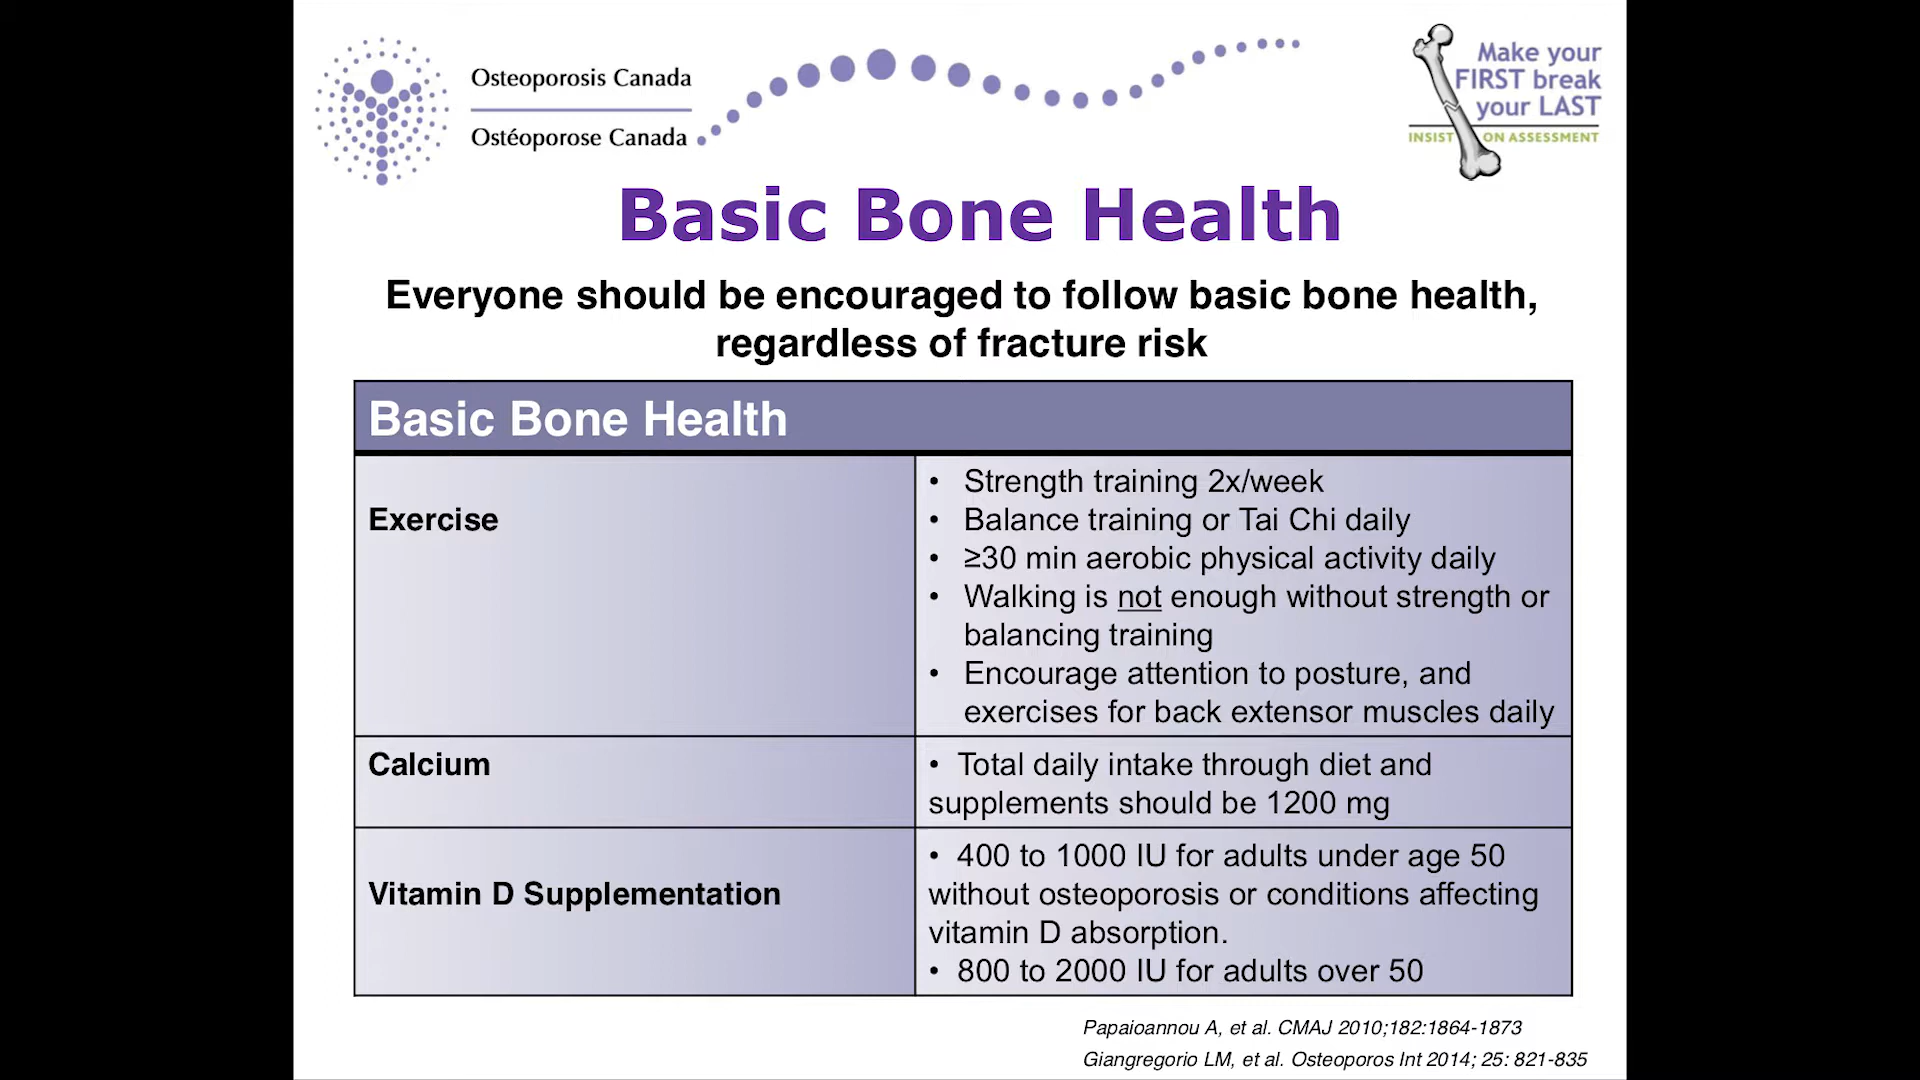 Osteoporosis Canada
Ostéoporose Canada
Make your
FIRST break
your LAST
INSIST ON ASSESSMENT
Basic Bone Health
Everyone should be encouraged to follow basic bone health,
regardless of fracture risk
Basic Bone Health
Exercise
• Strength training 2x/week
• Balance training or Tai Chi daily
• ≥30 min aerobic physical activity daily
• Walking is not enough without strength or
balancing training
• Encourage attention to posture, and
exercises for back extensor muscles daily
Calcium
• Total daily intake through diet and
supplements should be 1200 mg
Vitamin D Supplementation
• 400 to 1000 IU for adults under age 50
without osteoporosis or conditions affecting
vitamin D absorption.
• 800 to 2000 IU for adults over 50
Papaioannou A, et al. CMAJ 2010;182:1864-1873
Giangregorio LM, et al. Osteoporos Int 2014; 25: 821-835